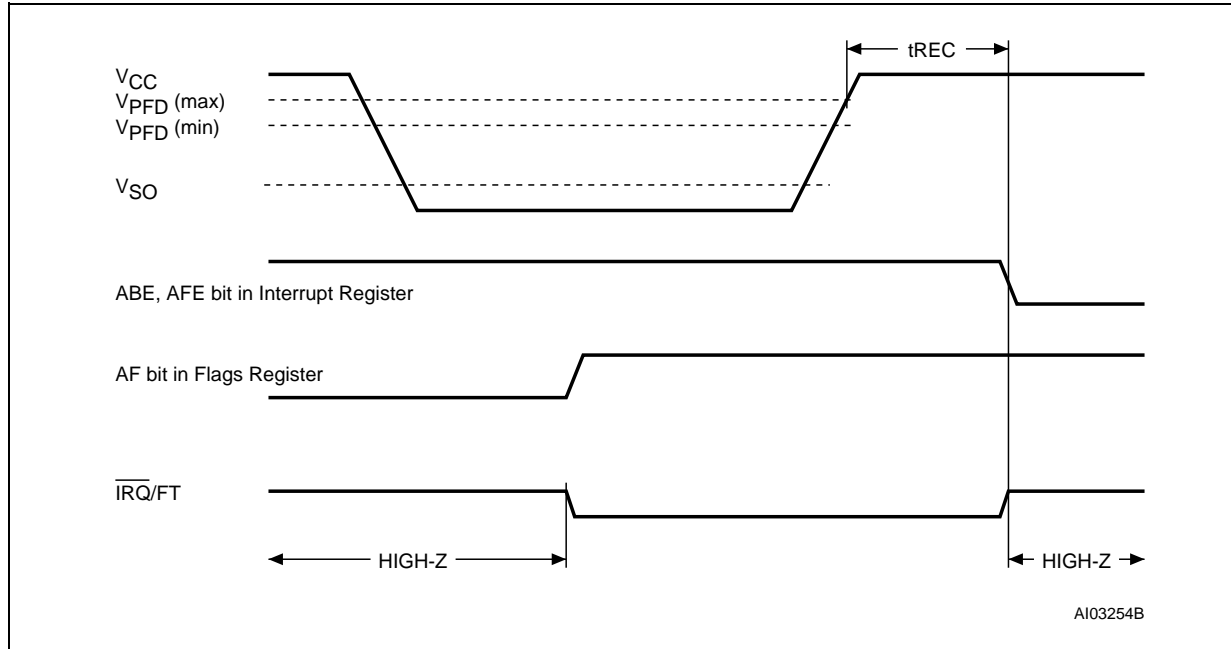 tREC
VCC
VPFD (max)
VPFD (min)
VSO
ABE, AFE bit in Interrupt Register
AF bit in Flags Register
IRQ/FT
HIGH-Z
HIGH-Z
AI03254B